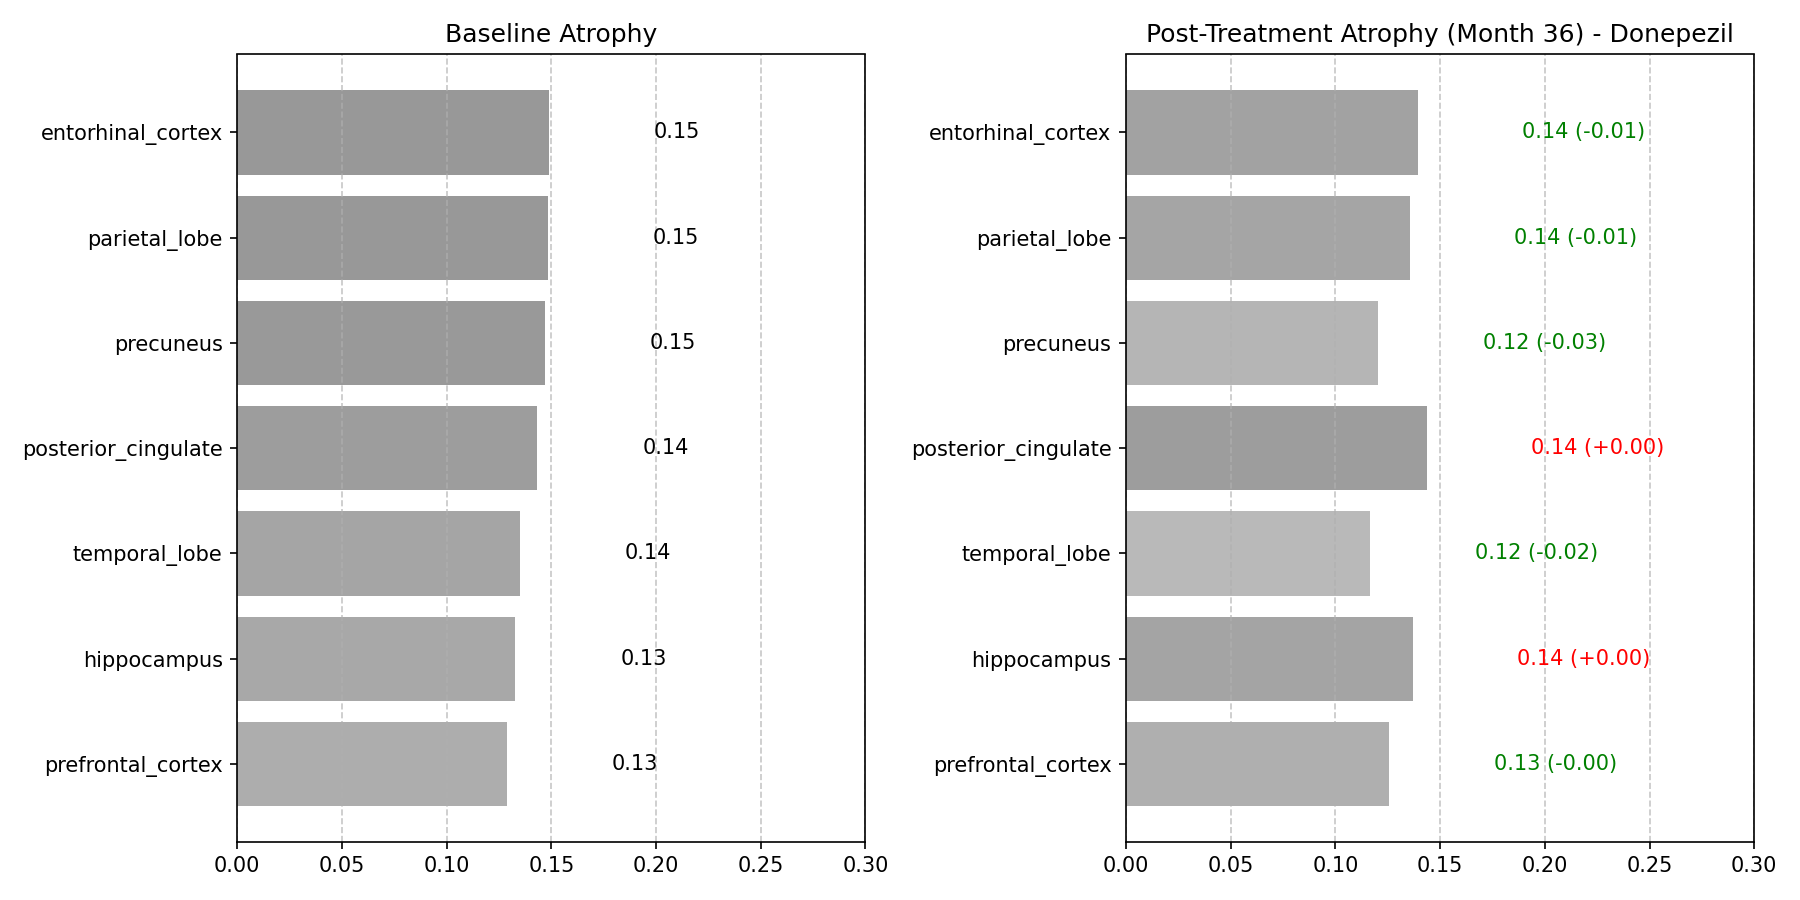 Baseline Atrophy
entorhinal_cortex 0.15
parietal_lobe 0.15
precuneus 0.15
posterior_cingulate 0.14
temporal_lobe 0.14
hippocampus 0.13
prefrontal_cortex 0.13
0.00 0.05 0.10 0.15 0.20 0.25 0.30
Post-Treatment Atrophy (Month 36) - Donepezil
entorhinal_cortex 0.14 (-0.01)
parietal_lobe 0.14 (-0.01)
precuneus 0.12 (-0.03)
posterior_cingulate 0.14 (+0.00)
temporal_lobe 0.12 (-0.02)
hippocampus 0.14 (+0.00)
prefrontal_cortex 0.13 (-0.00)
0.00 0.05 0.10 0.15 0.20 0.25 0.30